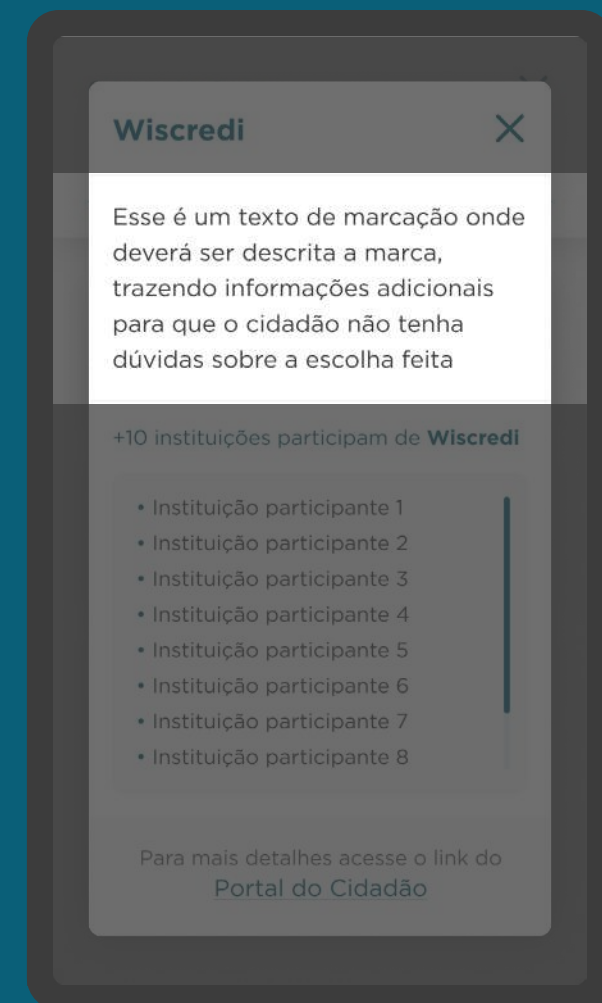 Wiscredi
Esse é um texto de marcação onde
deverá ser descrita a marca,
trazendo informações adicionais
para que o cidadão não tenha
dúvidas sobre a escolha feita
+10 instituições participam de Wiscredi
• Instituição participante 1
• Instituição participante 2
• Instituição participante 3
• Instituição participante 4
• Instituição participante 5
• Instituição participante 6
• Instituição participante 7
• Instituição participante 8
Para mais detalhes acesse o link do
Portal do Cidadão